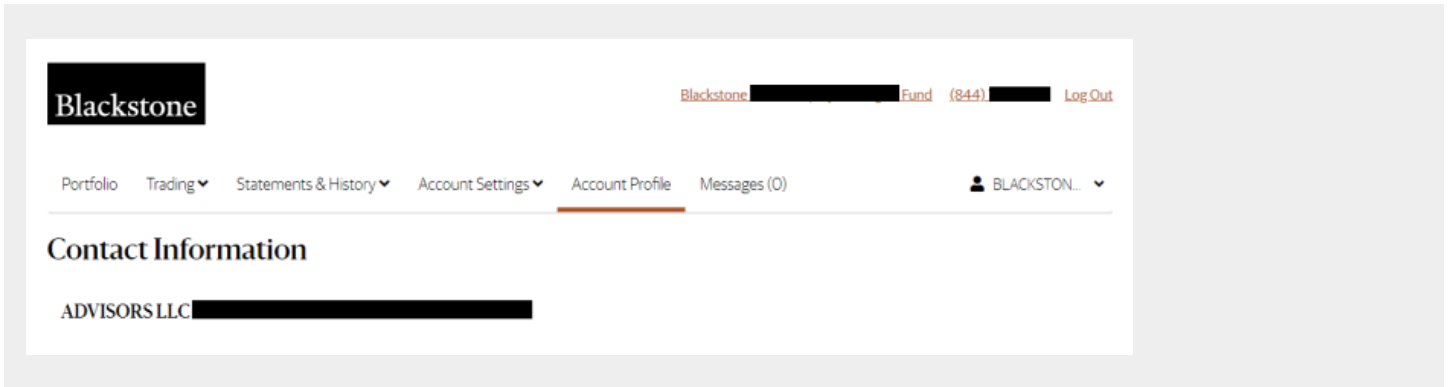 Blackstone
Blackstone Fund (844) Log Out
Portfolio Trading Statements & History Account Settings Account Profile Messages (0) BLACKSTON...
Contact Information
ADVISORS LLC